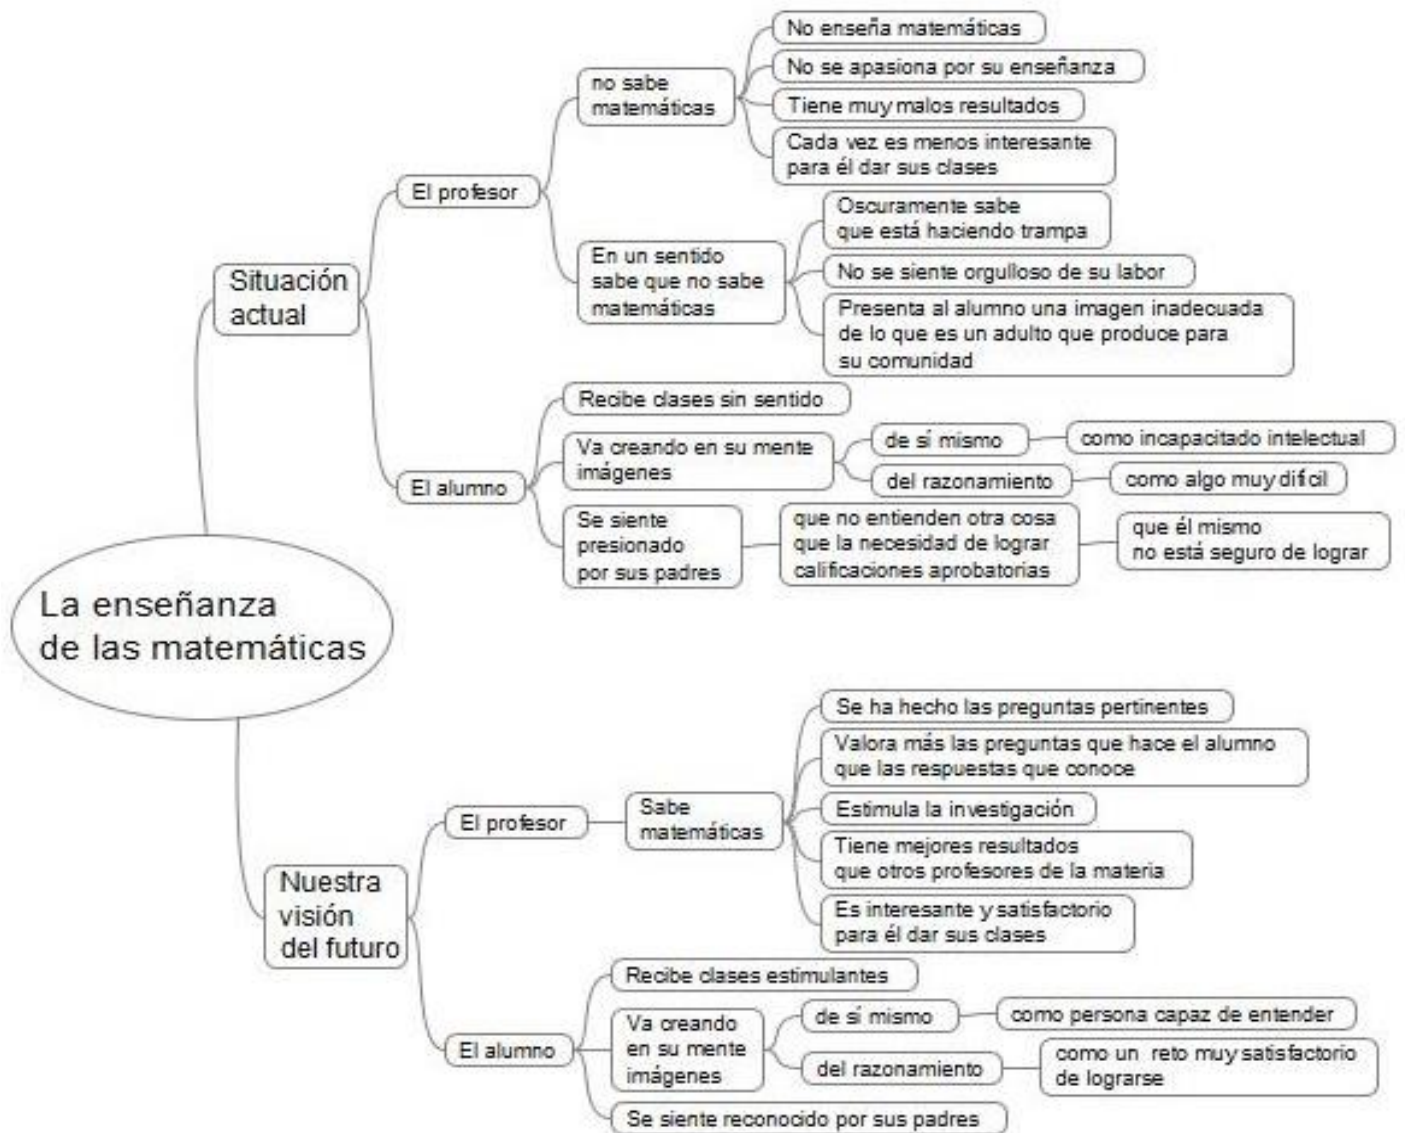 La enseñanza
de las matemáticas
Situación
actual
El profesor
no sabe
matemáticas
No enseña matemáticas
No se apasiona por su enseñanza
Tiene muy malos resultados
Cada vez es menos interesante
para él dar sus clases
En un sentido
sabe que no sabe
matemáticas
Oscuramente sabe
que está haciendo trampa
No se siente orgulloso de su labor
Presenta al alumno una imagen inadecuada
de lo que es un adulto que produce para
su comunidad
El alumno
Recibe clases sin sentido
Va creando en su mente
imágenes
de sí mismo
como incapacitado intelectual
del razonamiento
como algo muy difícil
Se siente
presionado
por sus padres
que no entienden otra cosa
que la necesidad de lograr
calificaciones aprobatorias
que él mismo
no está seguro de lograr
Nuestra
visión
del futuro
El profesor
Sabe
matemáticas
Se ha hecho las preguntas pertinentes
Valora más las preguntas que hace el alumno
que las respuestas que conoce
Estimula la investigación
Tiene mejores resultados
que otros profesores de la materia
Es interesante y satisfactorio
para él dar sus clases
El alumno
Recibe clases estimulantes
Va creando
en su mente
imágenes
de sí mismo
como persona capaz de entender
del razonamiento
como un reto muy satisfactorio
de lograrse
Se siente reconocido por sus padres